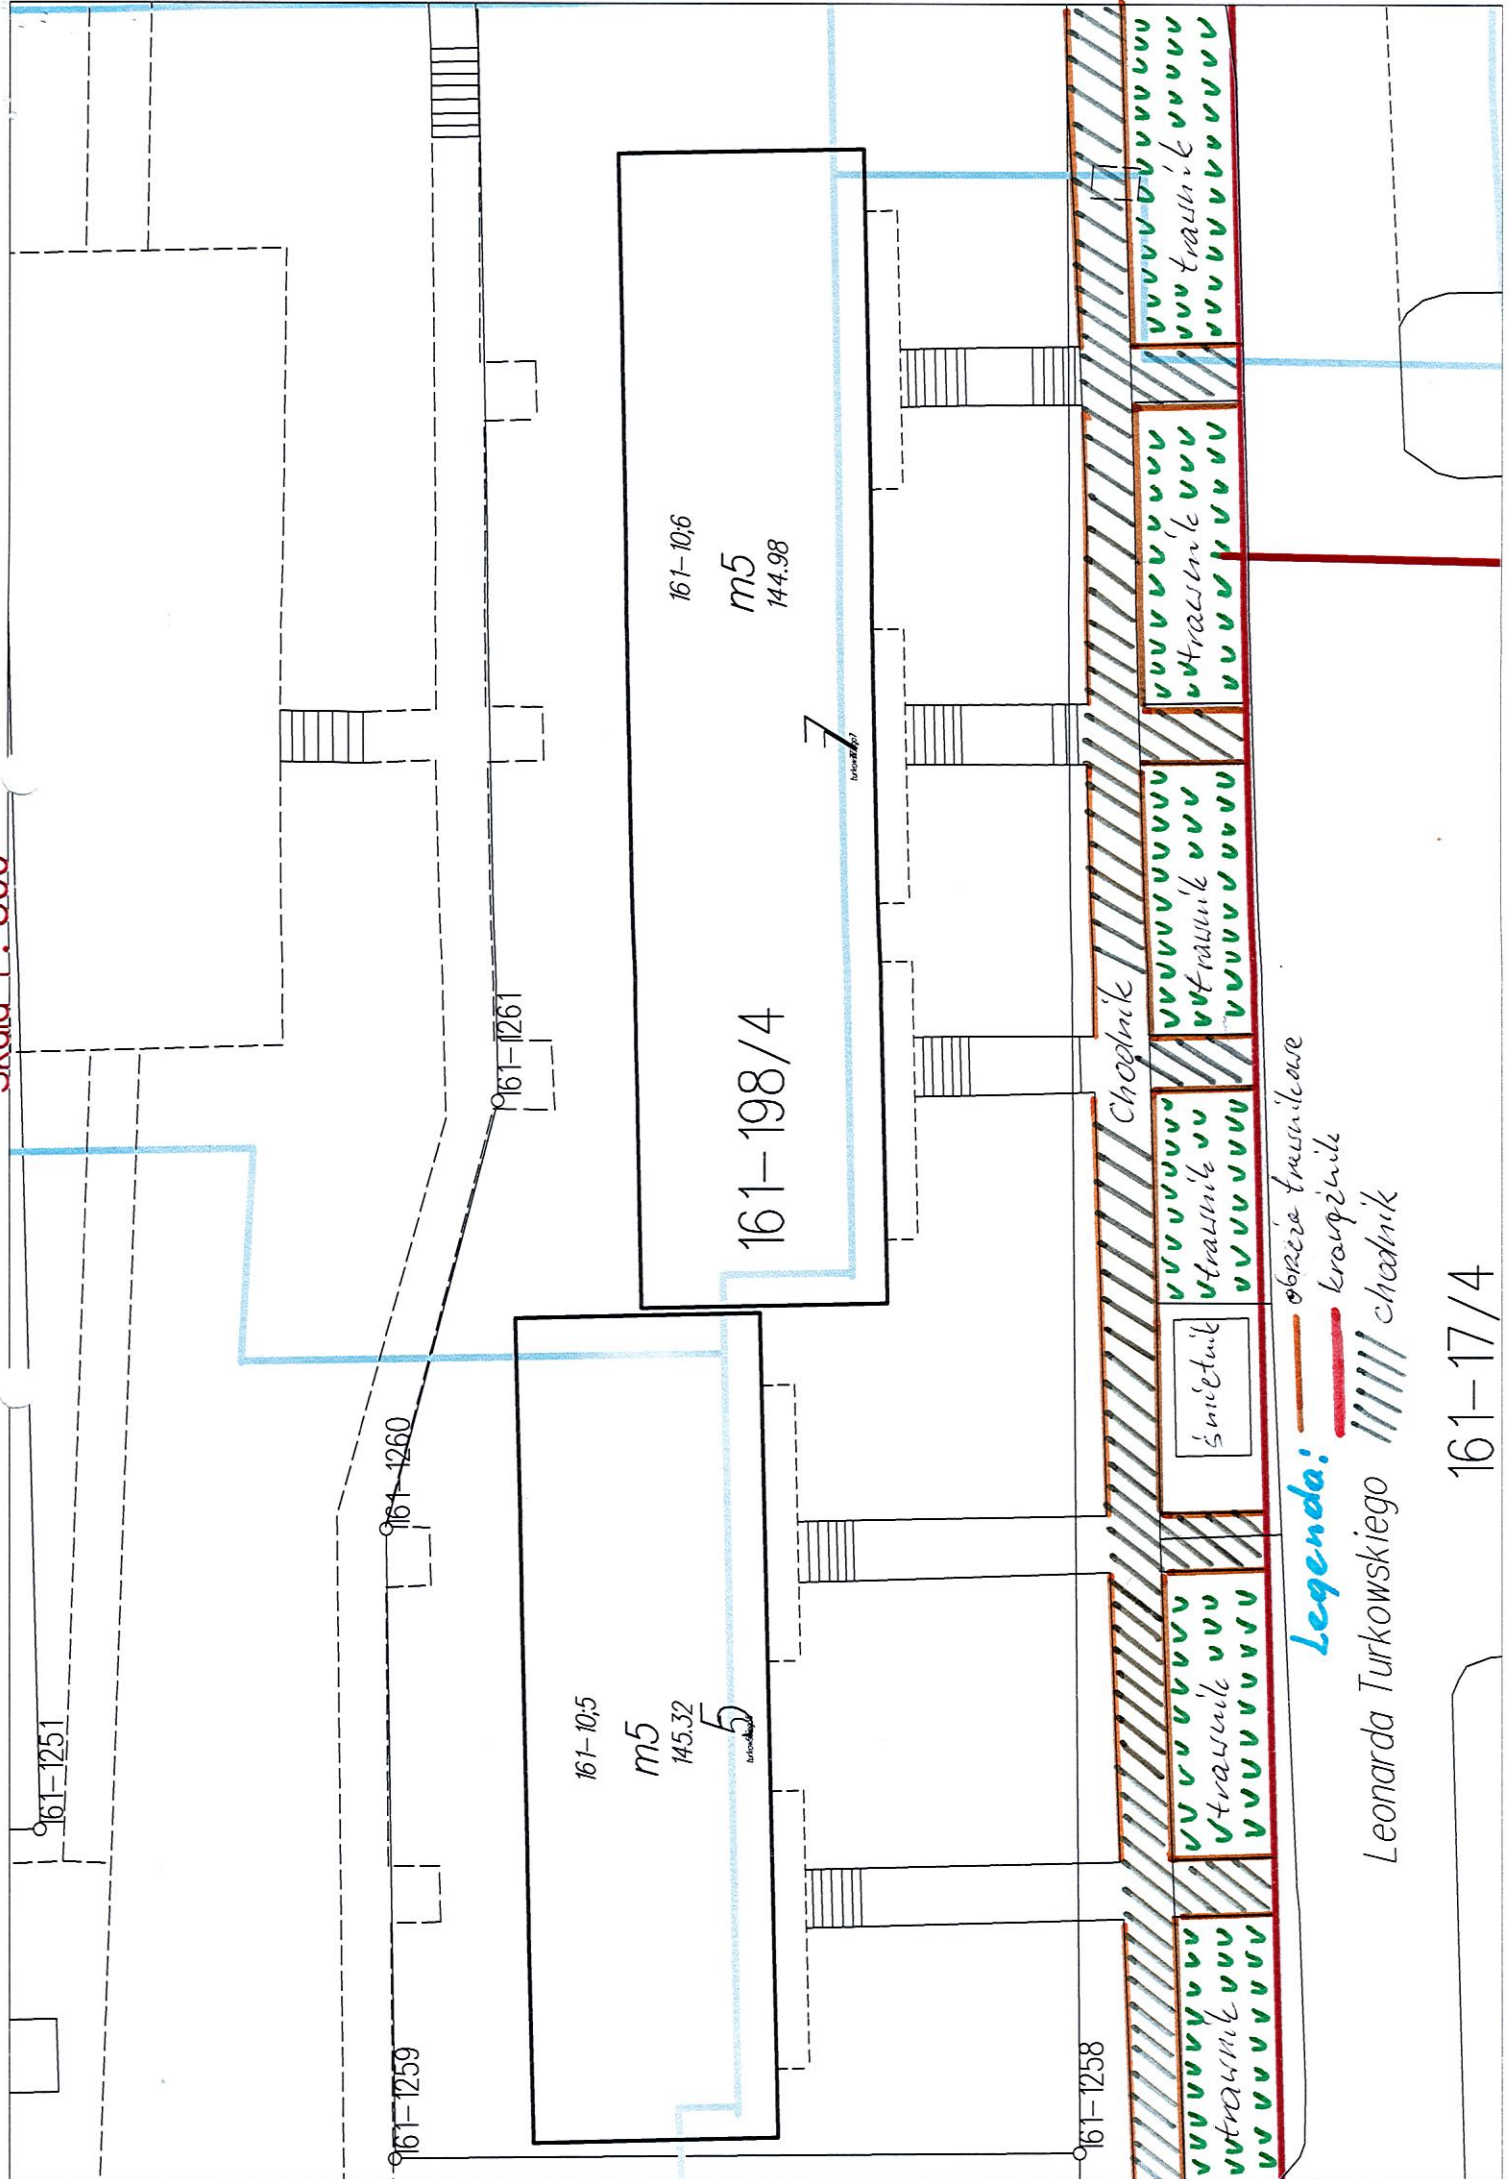 161-1251
161-1261
161-1260
161-1259
161-1258
161-10;6
m5
144.98
7
161-198/4
161-10;5
m5
145.32
5
trawnik
trawnik
trawnik
Chodnik
trawnik
śmietnik
trawnik
trawnik
Legenda:
obrzeża trawnikowe
krawężnik
chodnik
Leonarda Turkowskiego
161-17/4